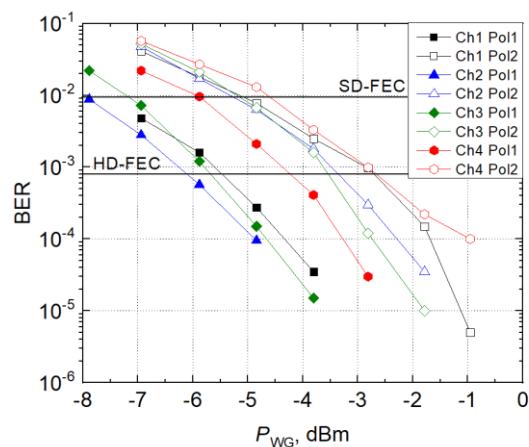 10⁰
10⁻¹
10⁻²
10⁻³
10⁻⁴
10⁻⁵
10⁻⁶
BER
SD-FEC
HD-FEC
Ch1 Pol1
Ch1 Pol2
Ch2 Pol1
Ch2 Pol2
Ch3 Pol1
Ch3 Pol2
Ch4 Pol1
Ch4 Pol2
-8 -7 -6 -5 -4 -3 -2 -1 0
P_WG, dBm